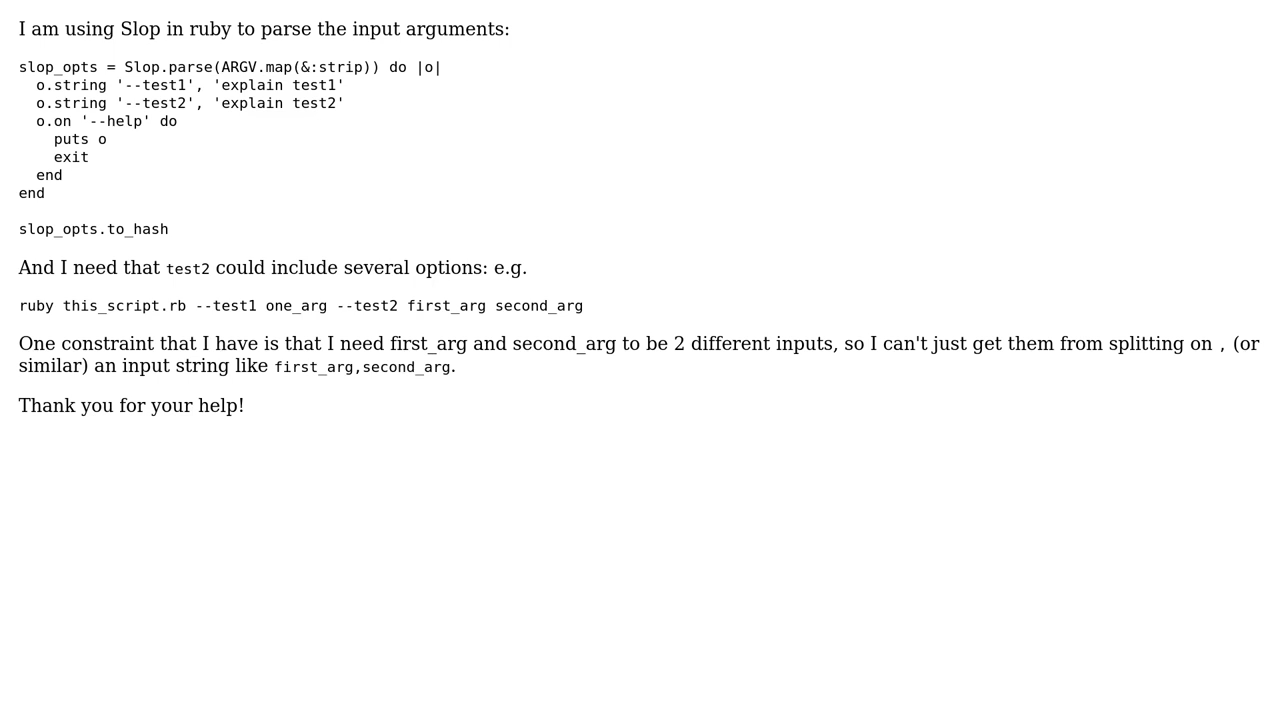 I am using Slop in ruby to parse the input arguments:
slop_opts = Slop.parse(ARGV.map(&:strip)) do |o|
  o.string '--test1', 'explain test1'
  o.string '--test2', 'explain test2'
  o.on '--help' do
    puts o
    exit
  end
end
slop_opts.to_hash
And I need that test2 could include several options: e.g.
ruby this_script.rb --test1 one_arg --test2 first_arg second_arg
One constraint that I have is that I need first_arg and second_arg to be 2 different inputs, so I can't just get them from splitting on , (or
similar) an input string like first_arg,second_arg.
Thank you for your help!